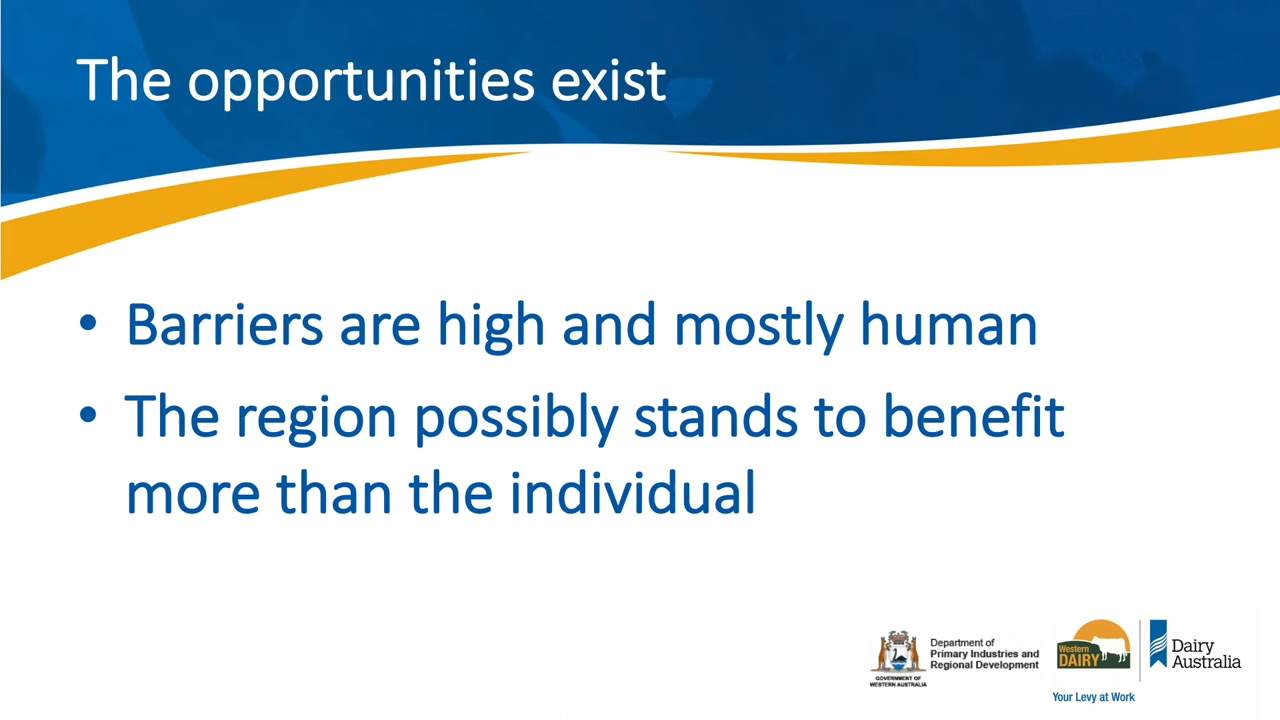 The opportunities exist
• Barriers are high and mostly human
• The region possibly stands to benefit
more than the individual
Department of
Primary Industries and
Regional Development
GOVERNMENT OF
WESTERN AUSTRALIA
Western
DAIRY
Dairy
Australia
Your Levy at Work